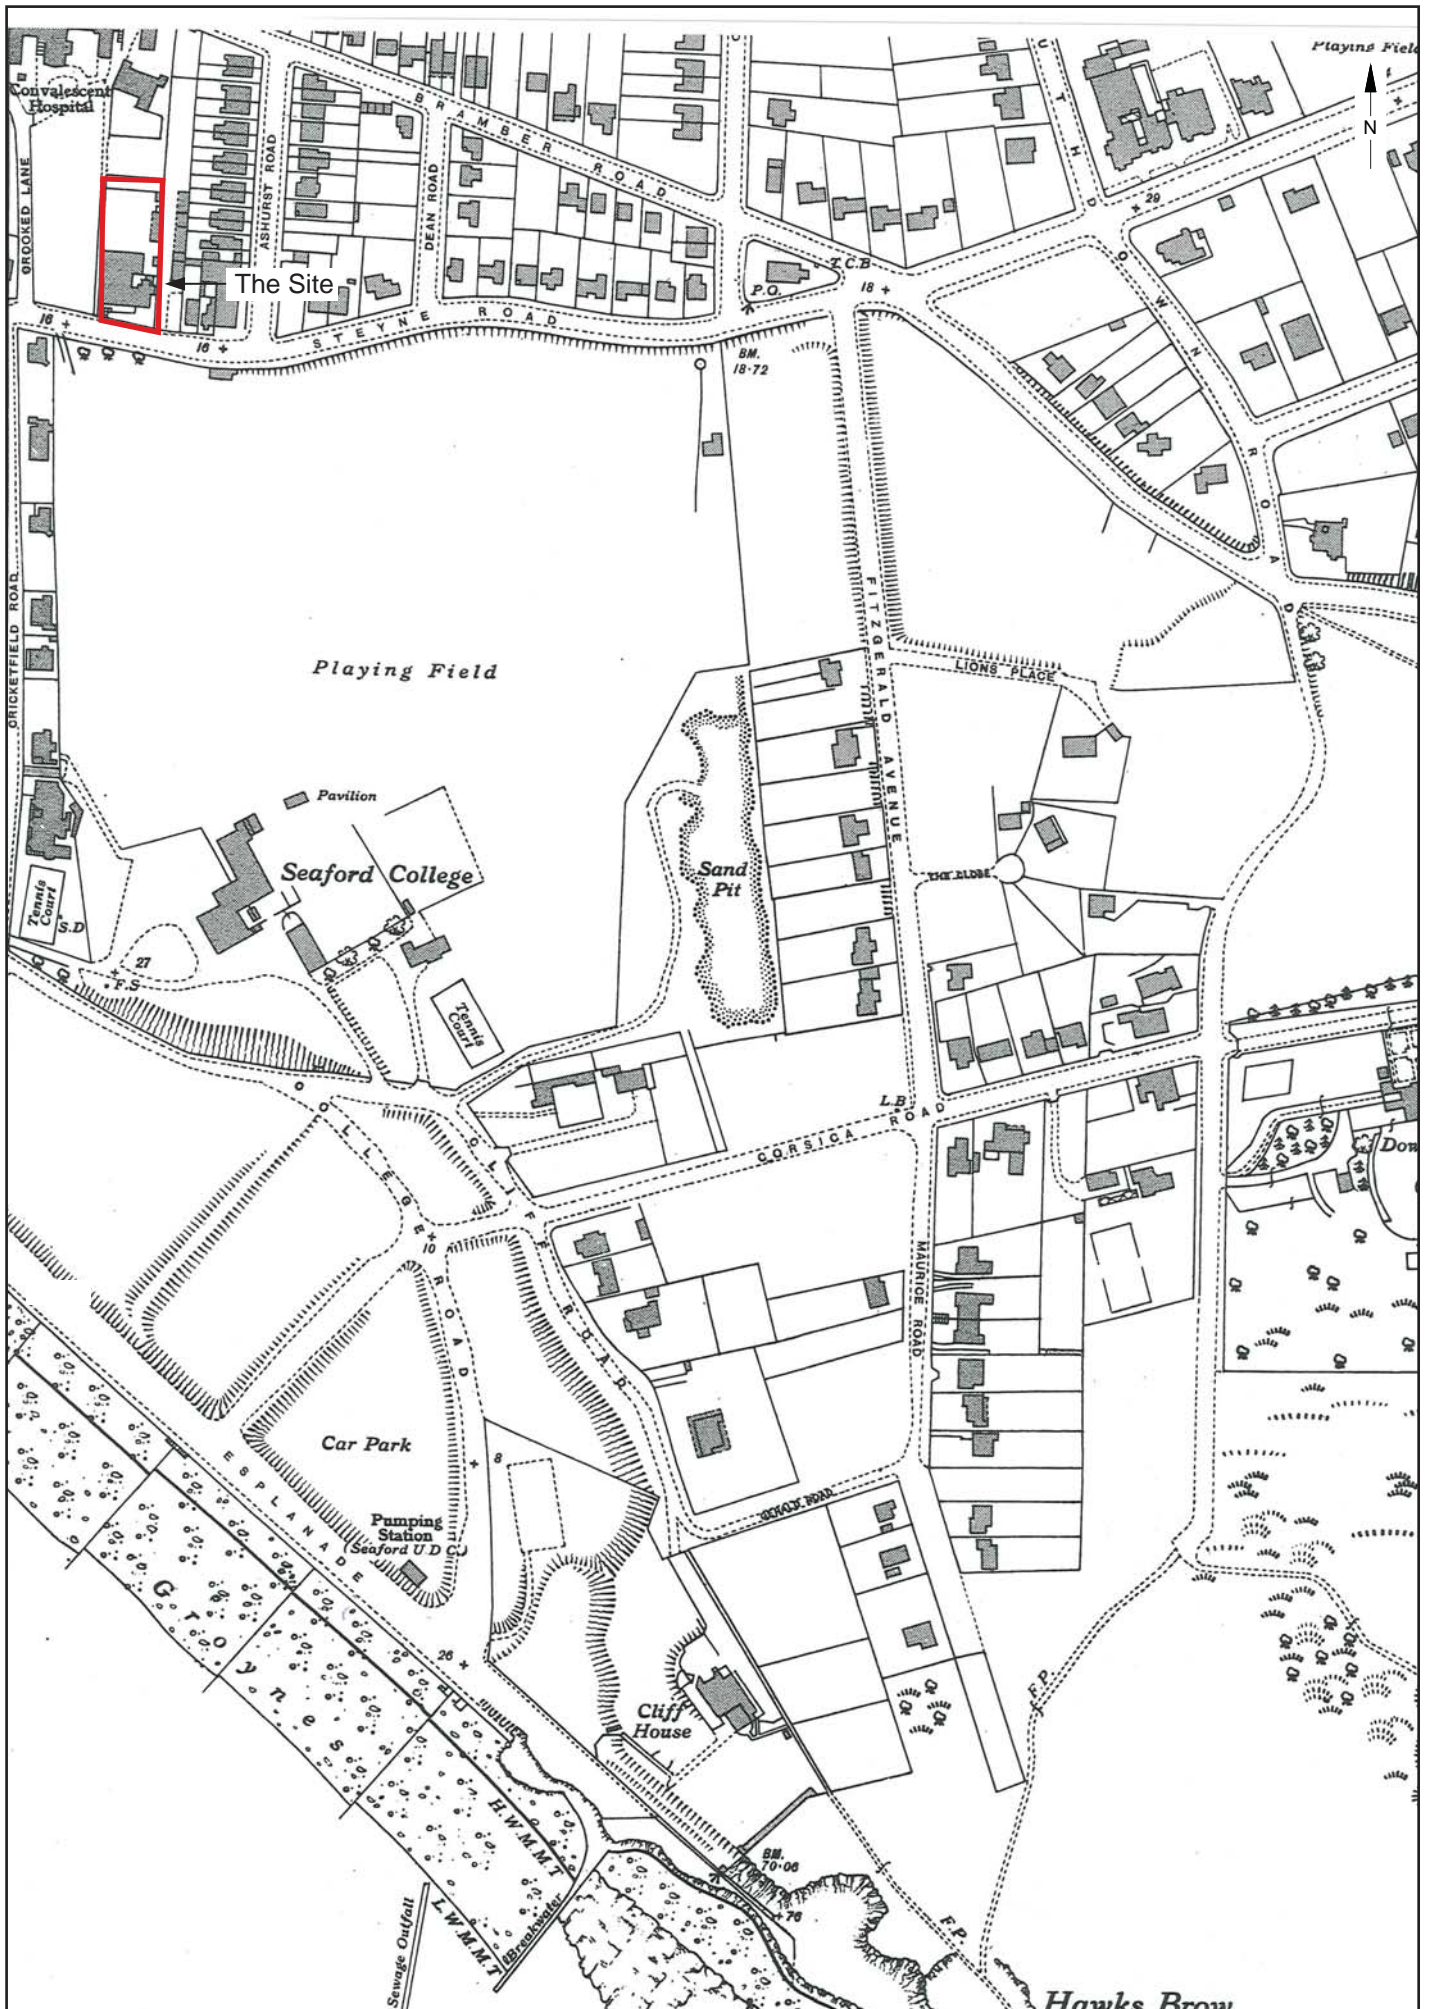 Playing Field
N
Convalescent
Hospital
CROOKED LANE
ASHURST ROAD
DEAN ROAD
BRAMBER ROAD
SOUTH
DOWN ROAD
29
The Site
T.C.B
P.O.
18
16
16
STEYNE ROAD
BM.
18·72
CRICKETFIELD ROAD
FITZGERALD AVENUE
Playing Field
LIONS PLACE
Pavilion
Seaford College
Sand
Pit
THE CLOSE
Tennis
Court
S.D
27
F.S
Tennis
Court
L.B
CORSICA ROAD
COLLEGE ROAD
CLIFF ROAD
10
MAURICE ROAD
Dow
Car Park
8
ESPLANADE
Pumping
Station
(Seaford U D C.)
Groynes
26
Cliff
House
F.P.
H.W.M.M.T
L.W.M.M.T
Breakwater
Sewage Outfall
BM.
70·06
76
F.P.
Hawks Brow